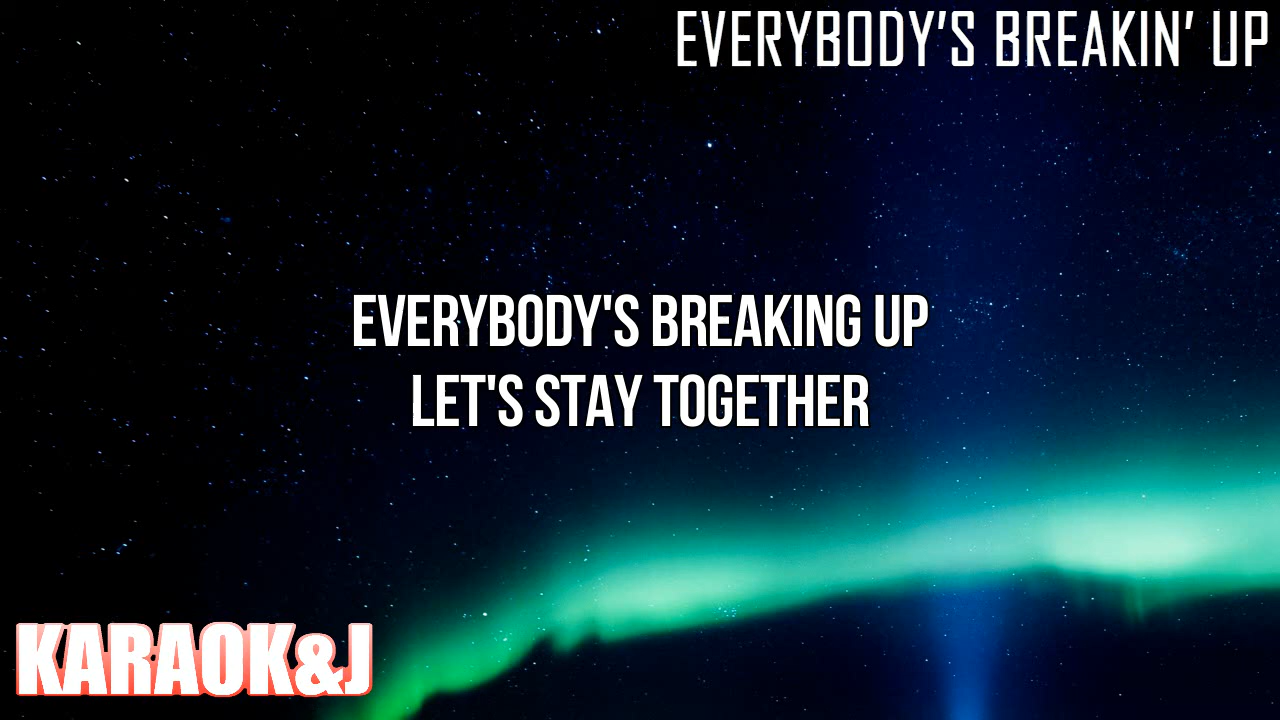 EVERYBODY’S BREAKIN’ UP
EVERYBODY'S BREAKING UP
LET'S STAY TOGETHER
KARAOK&J